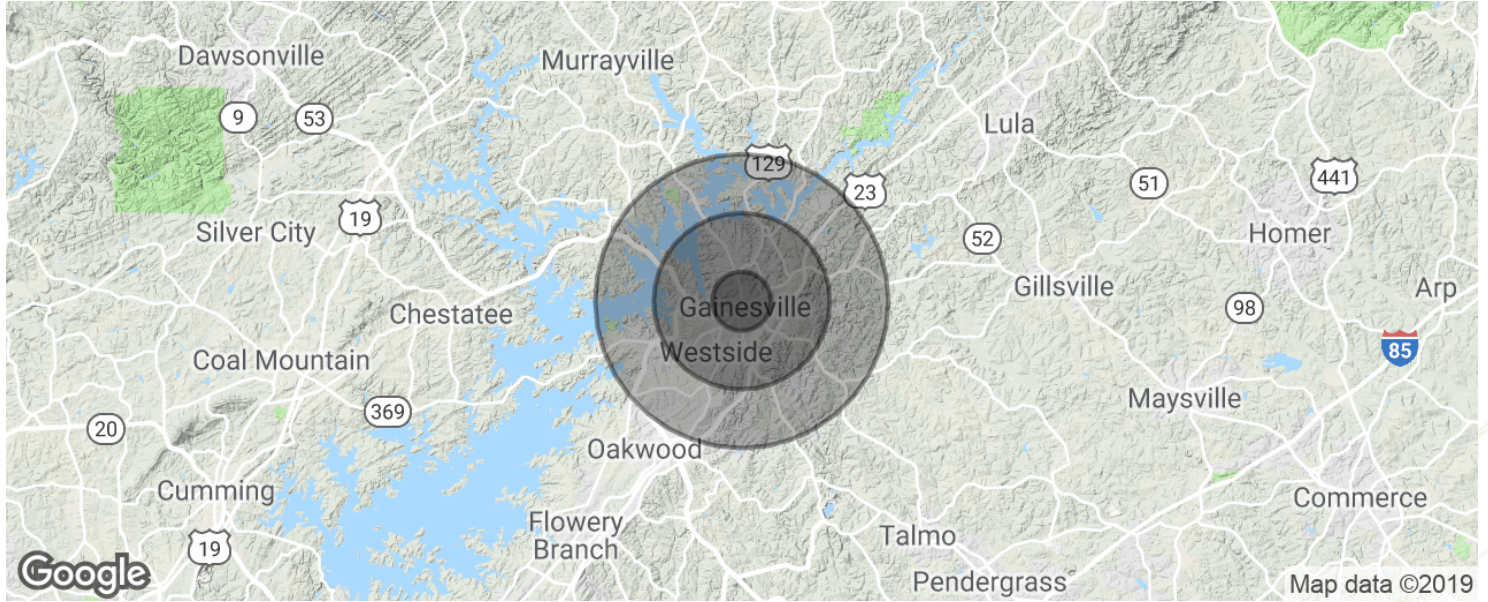 Dawsonville
Murrayville
9
53
Lula
129
23
51
441
19
Silver City
52
Homer
Gillsville
Arp
Chestatee
Gainesville
98
Westside
85
Coal Mountain
369
Maysville
20
Oakwood
Cumming
Commerce
Flowery
Branch
Talmo
19
Pendergrass
Google
Map data ©2019